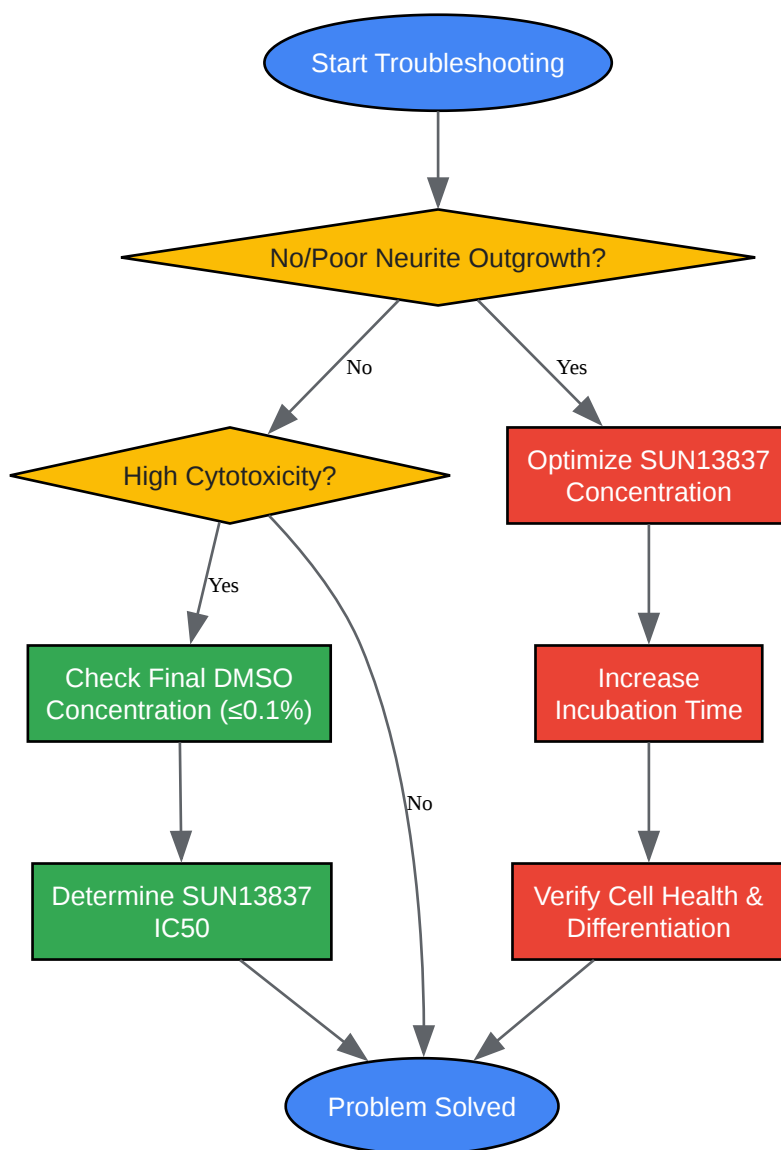 Start Troubleshooting
No/Poor Neurite Outgrowth?
No
Yes
High Cytotoxicity?
Optimize SUN13837
Concentration
Yes
Check Final DMSO
Concentration (≤0.1%)
Increase
Incubation Time
No
Determine SUN13837
IC50
Verify Cell Health &
Differentiation
Problem Solved